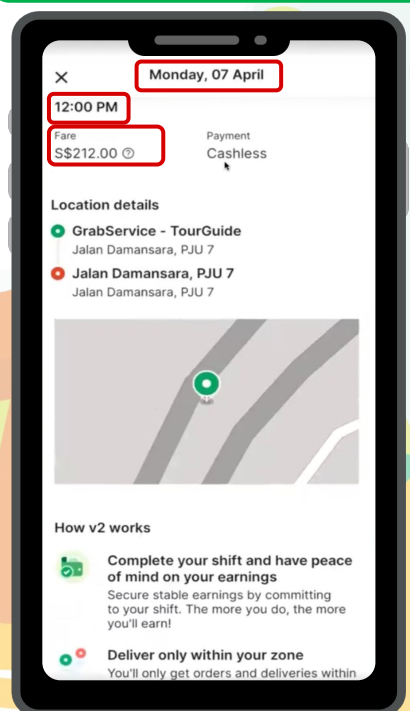 Monday, 07 April
12:00 PM
Fare
Payment
S$212.00
Cashless
Location details
GrabService - TourGuide
Jalan Damansara, PJU 7
Jalan Damansara, PJU 7
Jalan Damansara, PJU 7
How v2 works
Complete your shift and have peace
of mind on your earnings
Secure stable earnings by committing
to your shift. The more you do, the more
you'll earn!
Deliver only within your zone
You'll only get orders and deliveries within